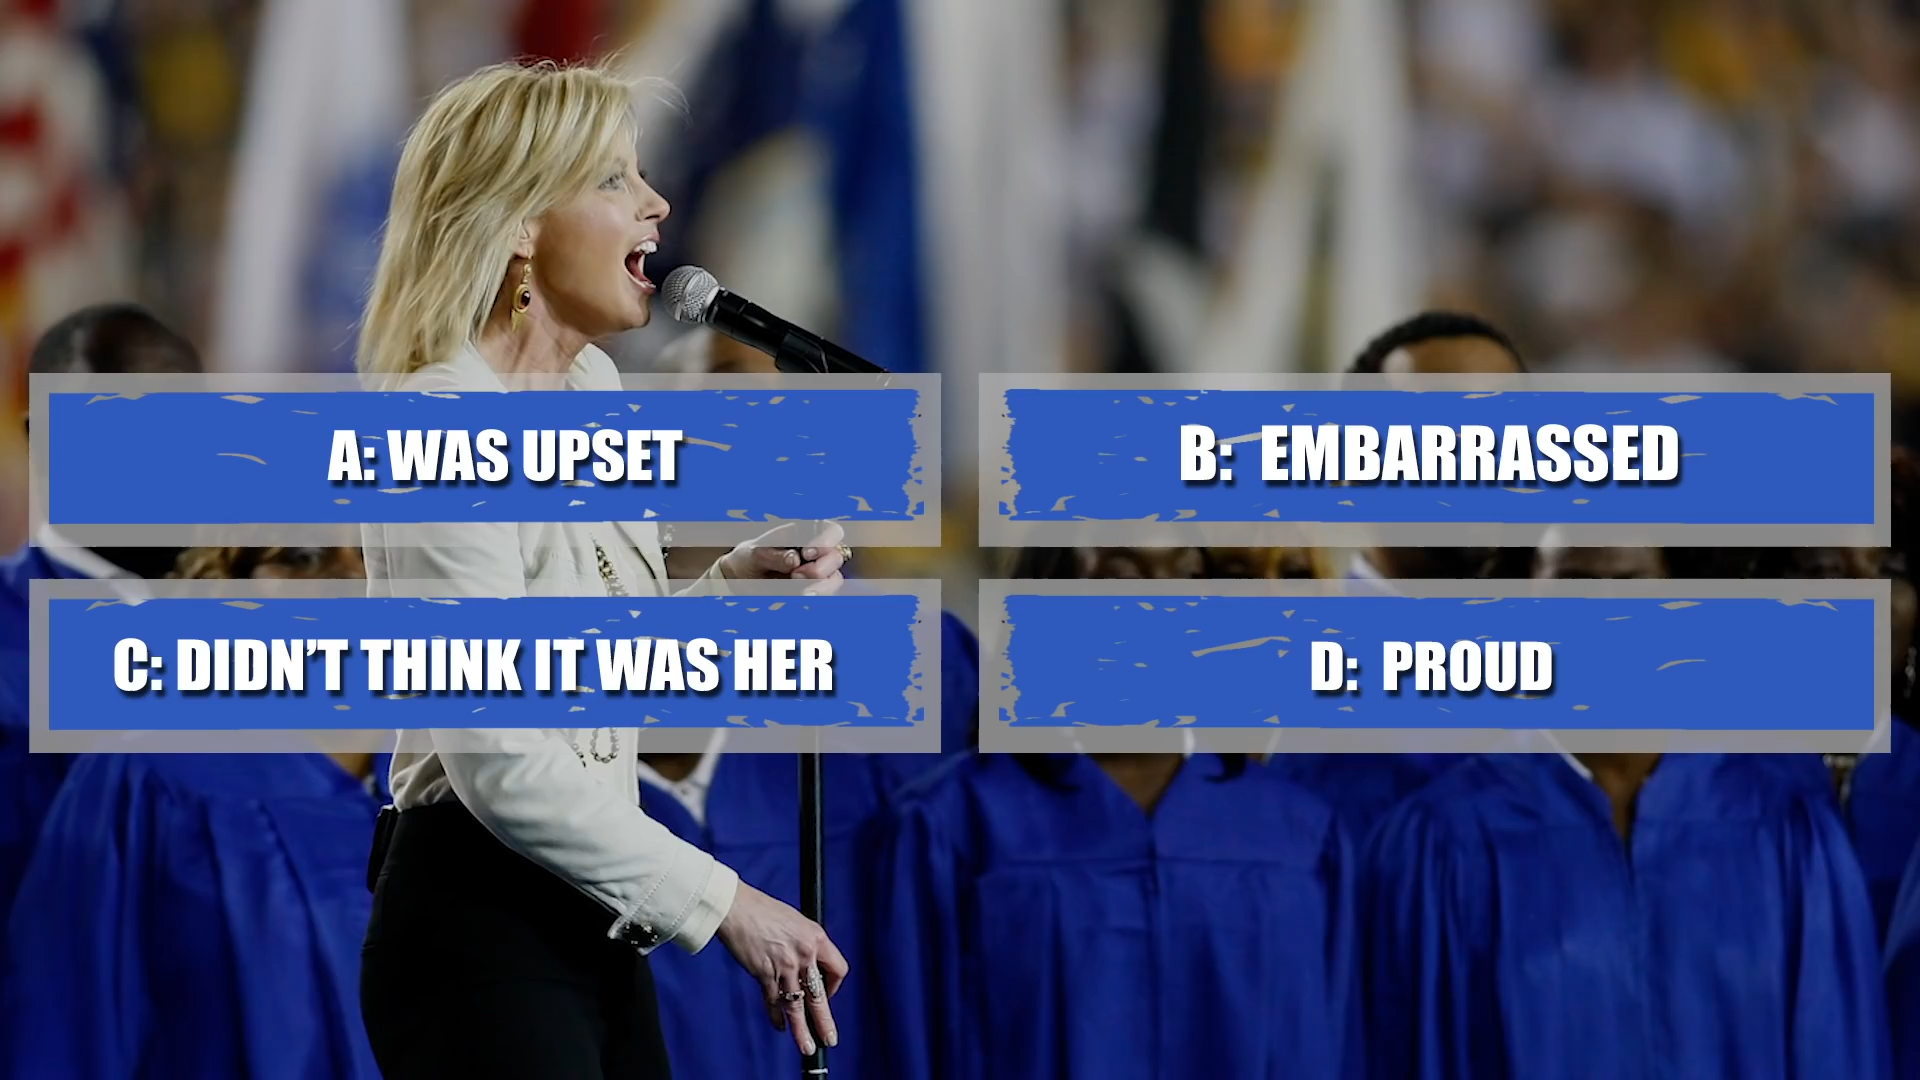 A: WAS UPSET
B: EMBARRASSED
C: DIDN'T THINK IT WAS HER
D: PROUD